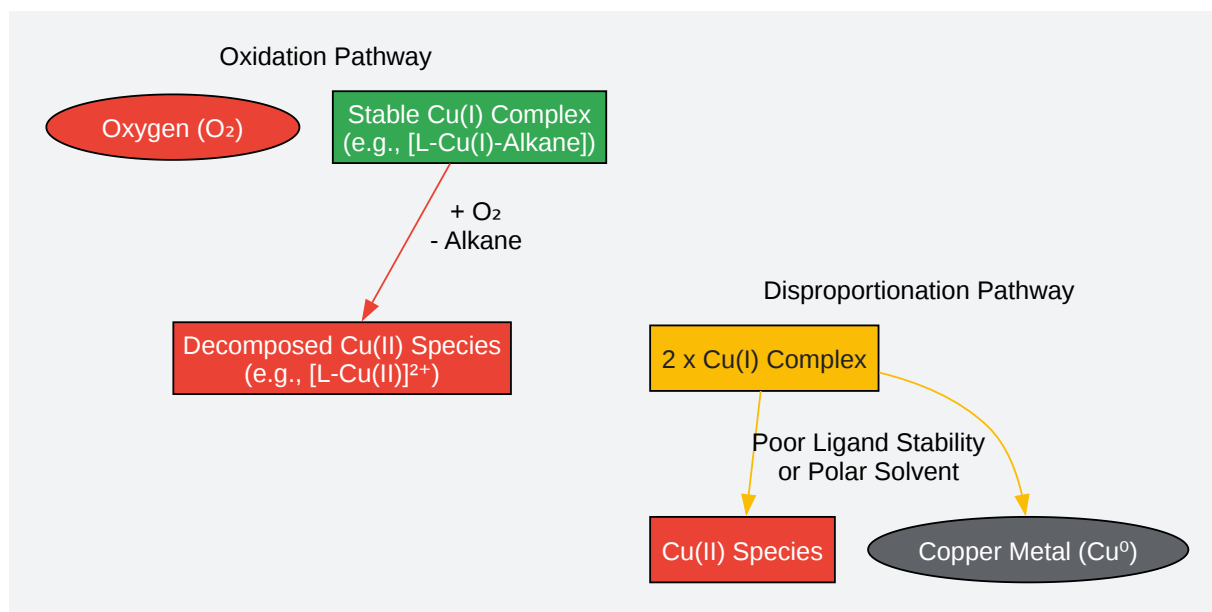 Oxidation Pathway
Oxygen (O₂)
Stable Cu(I) Complex
(e.g., [L-Cu(I)-Alkane])
+ O₂
- Alkane
Decomposed Cu(II) Species
(e.g., [L-Cu(II)]²⁺)
Disproportionation Pathway
2 x Cu(I) Complex
Poor Ligand Stability
or Polar Solvent
Cu(II) Species
Copper Metal (Cu⁰)